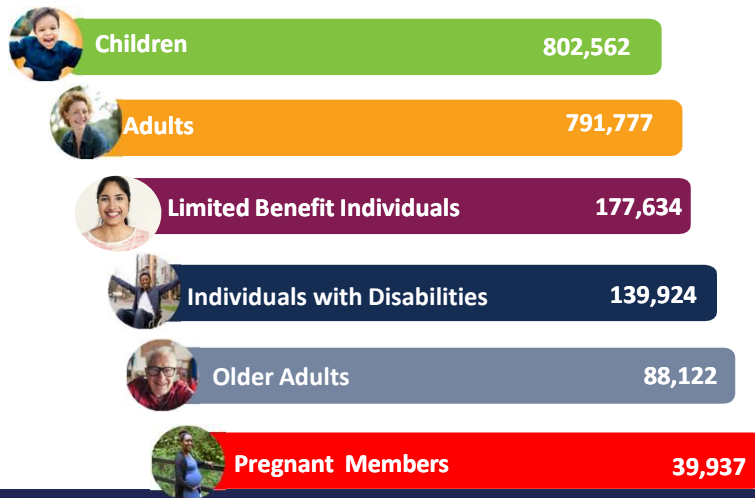 Children 802,562
Adults 791,777
Limited Benefit Individuals 177,634
Individuals with Disabilities 139,924
Older Adults 88,122
Pregnant Members 39,937